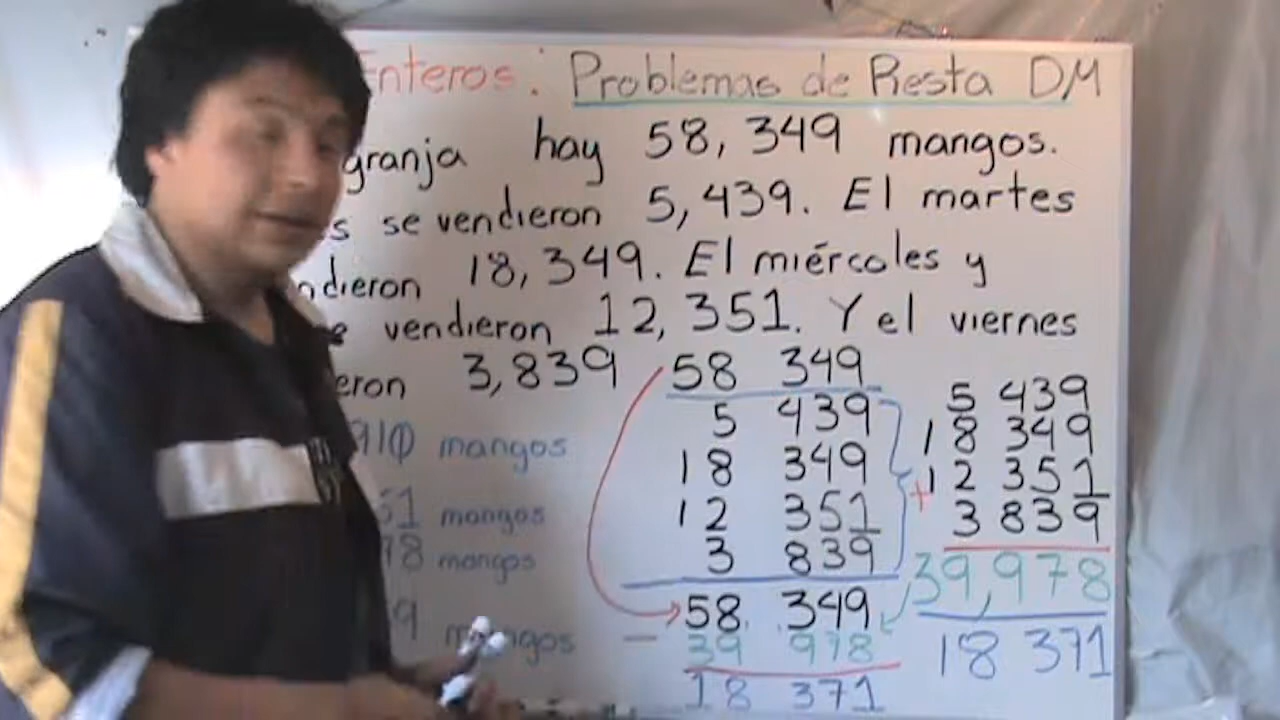 Enteros: Problemas de Resta DM
granja hay 58,349 mangos.
s se vendieron 5,439. El martes
ndieron 18,349. El miércoles y
e vendieron 12,351. Y el viernes
eron 3,839
910 mangos
51 mangos
78 mangos
9 mangos
58 349
5 439
18 349
12 351
3 839
58 349
- 39 978
18 371
5 439
18 349
12 351
+ 3 839
39,978
18 371